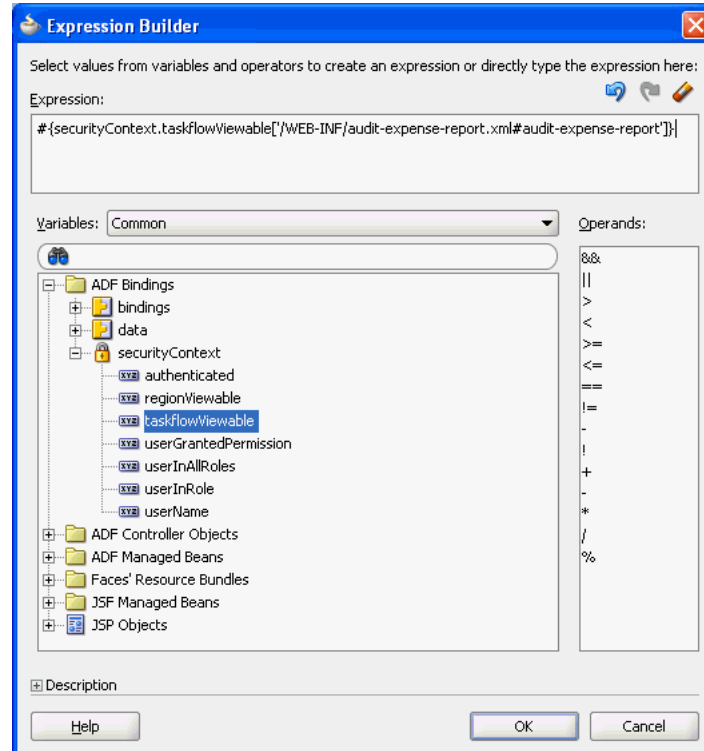 Expression Builder
Select values from variables and operators to create an expression or directly type the expression here:
Expression:
#{securityContext.taskflowViewable['/WEB-INF/audit-expense-report.xml#audit-expense-report']}
Variables: Common
Operands:
ADF Bindings
bindings
data
securityContext
authenticated
regionViewable
taskflowViewable
userGrantedPermission
userInAllRoles
userInRole
userName
ADF Controller Objects
ADF Managed Beans
Faces' Resource Bundles
JSF Managed Beans
JSP Objects
&&
||
>
<
>=
<=
==
!=
-
!
+
-
*
/
%
Description
Help
OK
Cancel